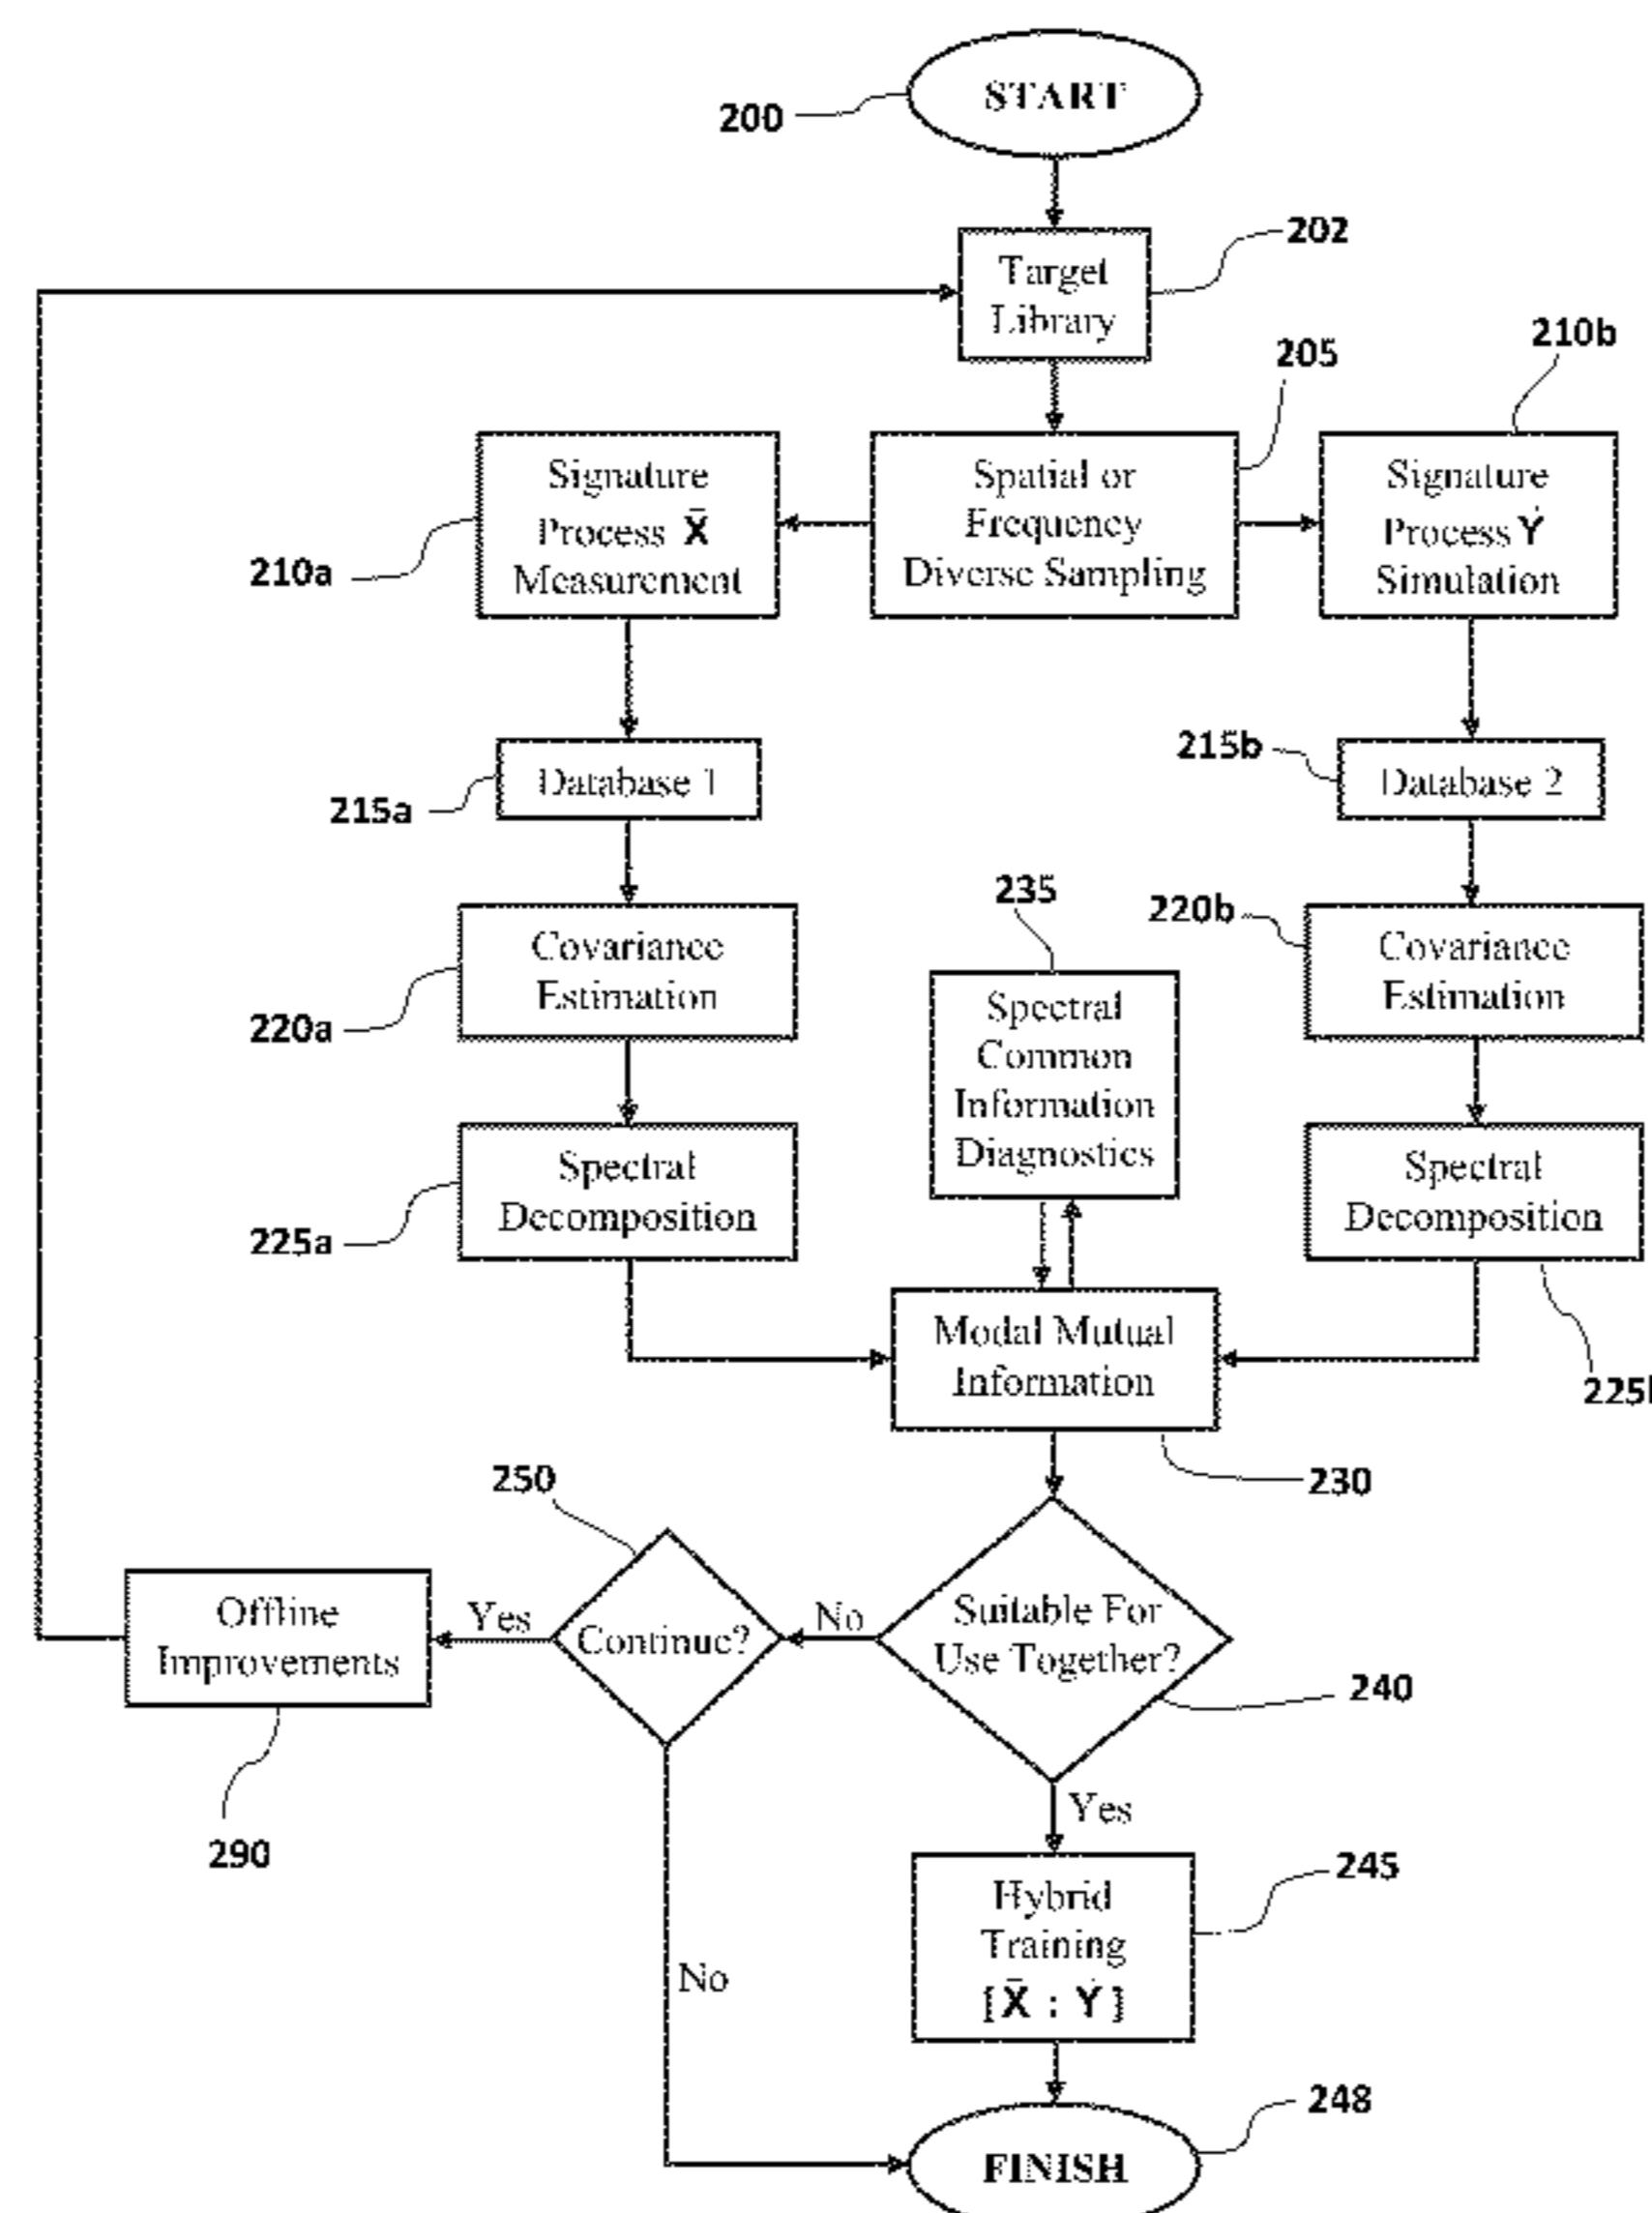 START
200
202
Target
Library
210b
205
Signature
Process X̄
Measurement
Spatial or
Frequency
Diverse Sampling
Signature
Process Ẏ
Simulation
210a
215b
Database 1
Database 2
215a
235
220b
Covariance
Estimation
Covariance
Estimation
Spectral
Common
Information
Diagnostics
220a
Spectral
Decomposition
Spectral
Decomposition
225a
Modal Mutual
Information
225
230
250
Offline
Improvements
Yes
Continue?
No
Suitable For
Use Together?
240
290
Yes
245
Hybrid
Training
[ X̄ : Ẏ ]
No
248
FINISH